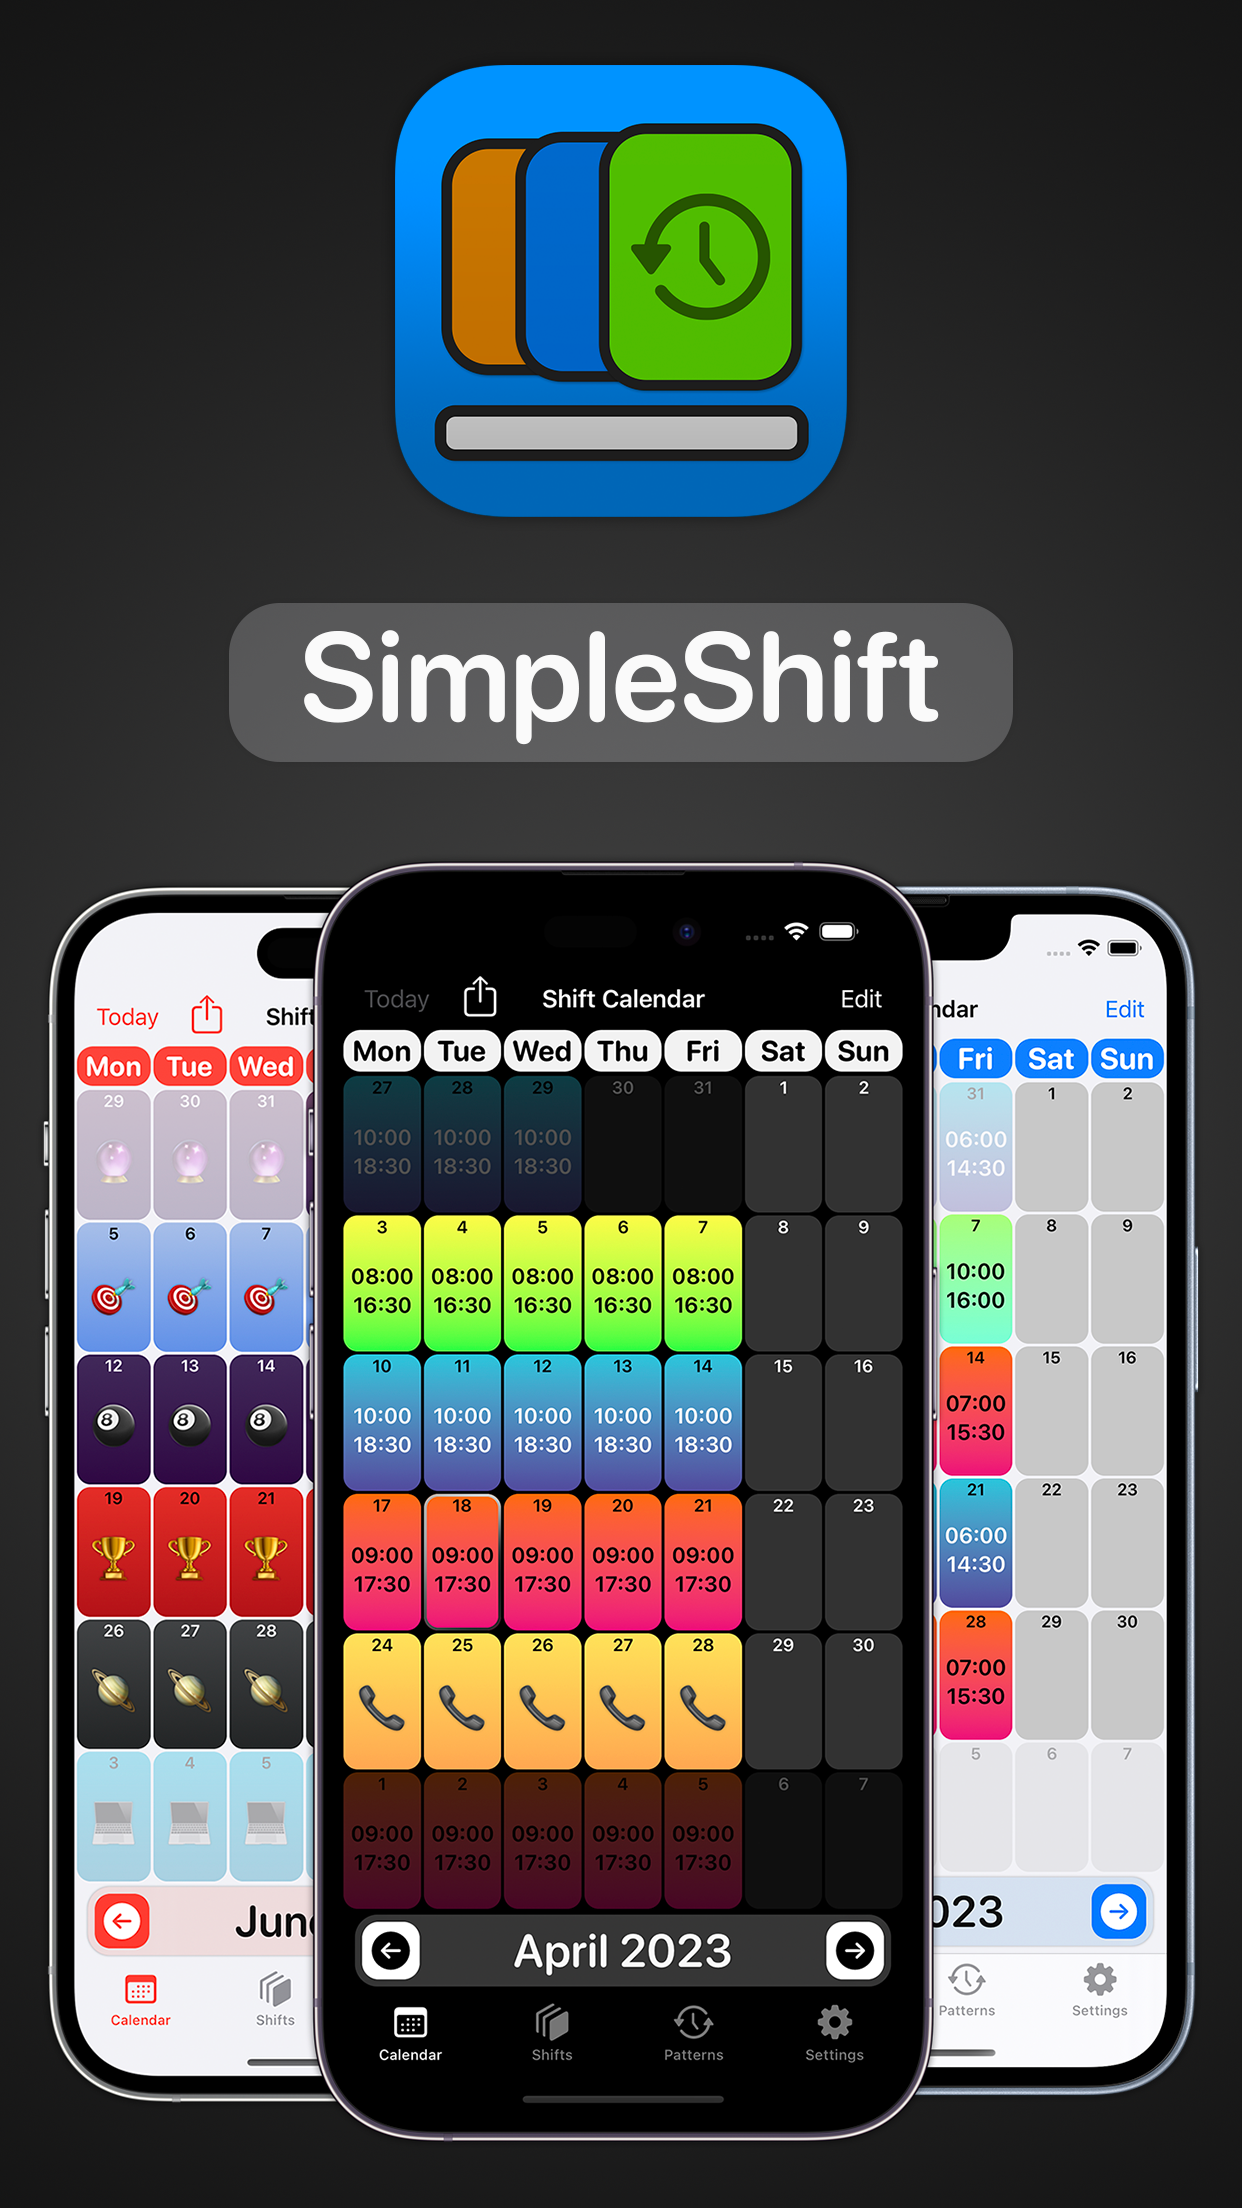 SimpleShift
Today Shift
Mon Tue Wed
29 30 31
5 6 7
12 13 14
8 8 8
19 20 21
26 27 28
3 4 5
June
Calendar Shifts
Today Shift Calendar Edit
Mon Tue Wed Thu Fri Sat Sun
27 28 29 30 31 1 2
10:00 10:00 10:00
18:30 18:30 18:30
3 4 5 6 7 8 9
08:00 08:00 08:00 08:00 08:00
16:30 16:30 16:30 16:30 16:30
10 11 12 13 14 15 16
10:00 10:00 10:00 10:00 10:00
18:30 18:30 18:30 18:30 18:30
17 18 19 20 21 22 23
09:00 09:00 09:00 09:00 09:00
17:30 17:30 17:30 17:30 17:30
24 25 26 27 28 29 30
1 2 3 4 5 6 7
09:00 09:00 09:00 09:00 09:00
17:30 17:30 17:30 17:30 17:30
April 2023
Calendar Shifts Patterns Settings
ndar Edit
Fri Sat Sun
31 1 2
06:00
14:30
7 8 9
10:00
16:00
14 15 16
07:00
15:30
21 22 23
06:00
14:30
28 29 30
07:00
15:30
5 6 7
023
Patterns Settings